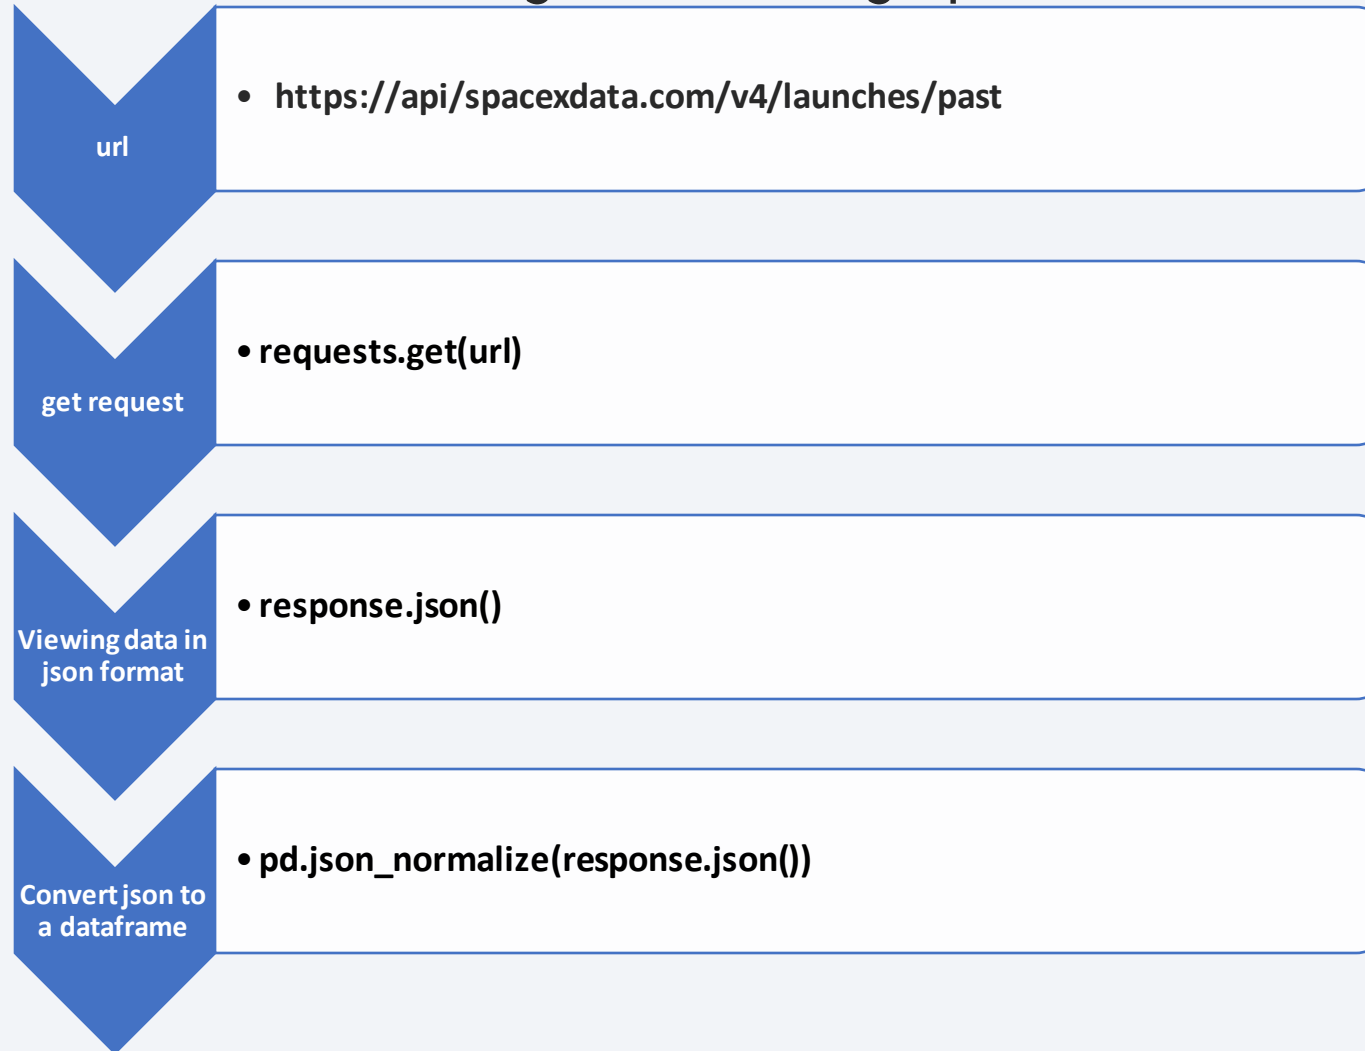 url
• https://api/spacexdata.com/v4/launches/past
get request
• requests.get(url)
Viewing data in
json format
• response.json()
Convert json to
a dataframe
• pd.json_normalize(response.json())